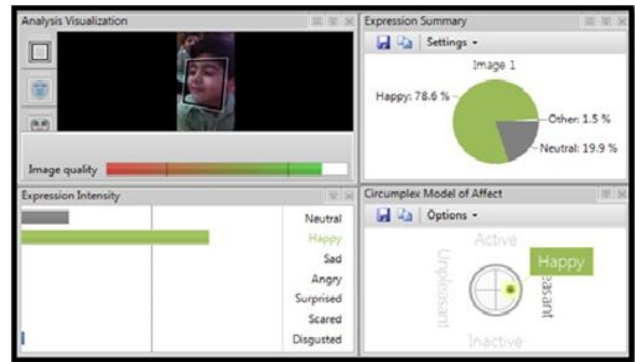 Analysis Visualization
Image quality
Expression Summary
Settings
Image 1
Happy: 78.6 %
Other: 1.5 %
Neutral: 19.9 %
Expression Intensity
Neutral
Happy
Sad
Angry
Surprised
Scared
Disgusted
Circumplex Model of Affect
Options
Active
Unpleasant
Happy
easant
Inactive